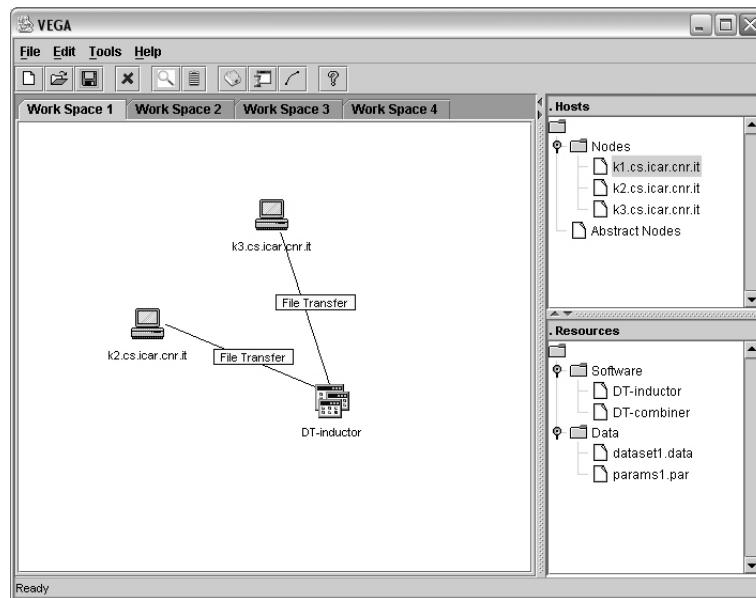 VEGA
File Edit Tools Help
Work Space 1 Work Space 2 Work Space 3 Work Space 4
k3.cs.icar.cnr.it
File Transfer
k2.cs.icar.cnr.it
File Transfer
DT-inductor
. Hosts
Nodes
k1.cs.icar.cnr.it
k2.cs.icar.cnr.it
k3.cs.icar.cnr.it
Abstract Nodes
. Resources
Software
DT-inductor
DT-combiner
Data
dataset1.data
params1.par
Ready